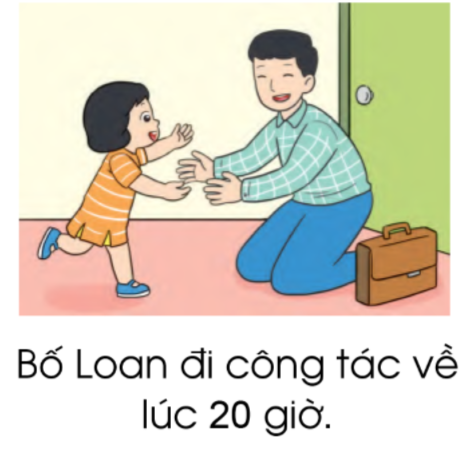 Bố Loan đi công tác về
lúc 20 giờ.